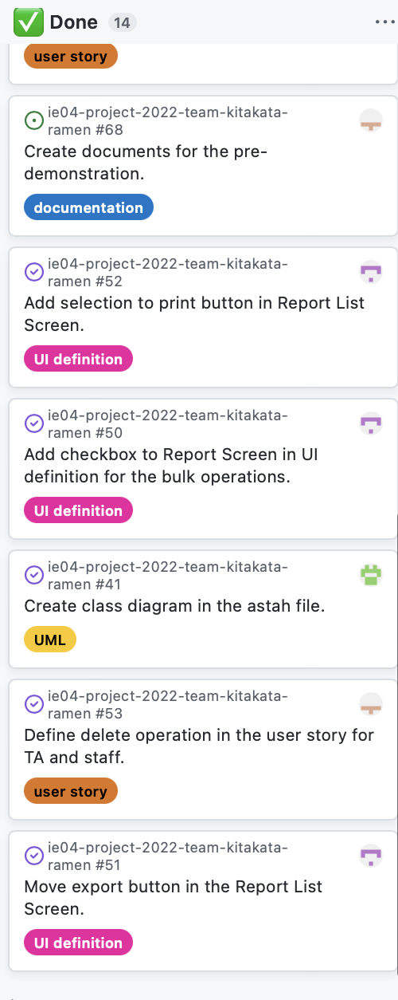 Done 14
user story
ie04-project-2022-team-kitakata-
ramen #68
Create documents for the pre-
demonstration.
documentation
ie04-project-2022-team-kitakata-
ramen #52
Add selection to print button in Report List
Screen.
UI definition
ie04-project-2022-team-kitakata-
ramen #50
Add checkbox to Report Screen in UI
definition for the bulk operations.
UI definition
ie04-project-2022-team-kitakata-
ramen #41
Create class diagram in the astah file.
UML
ie04-project-2022-team-kitakata-
ramen #53
Define delete operation in the user story for
TA and staff.
user story
ie04-project-2022-team-kitakata-
ramen #51
Move export button in the Report List
Screen.
UI definition